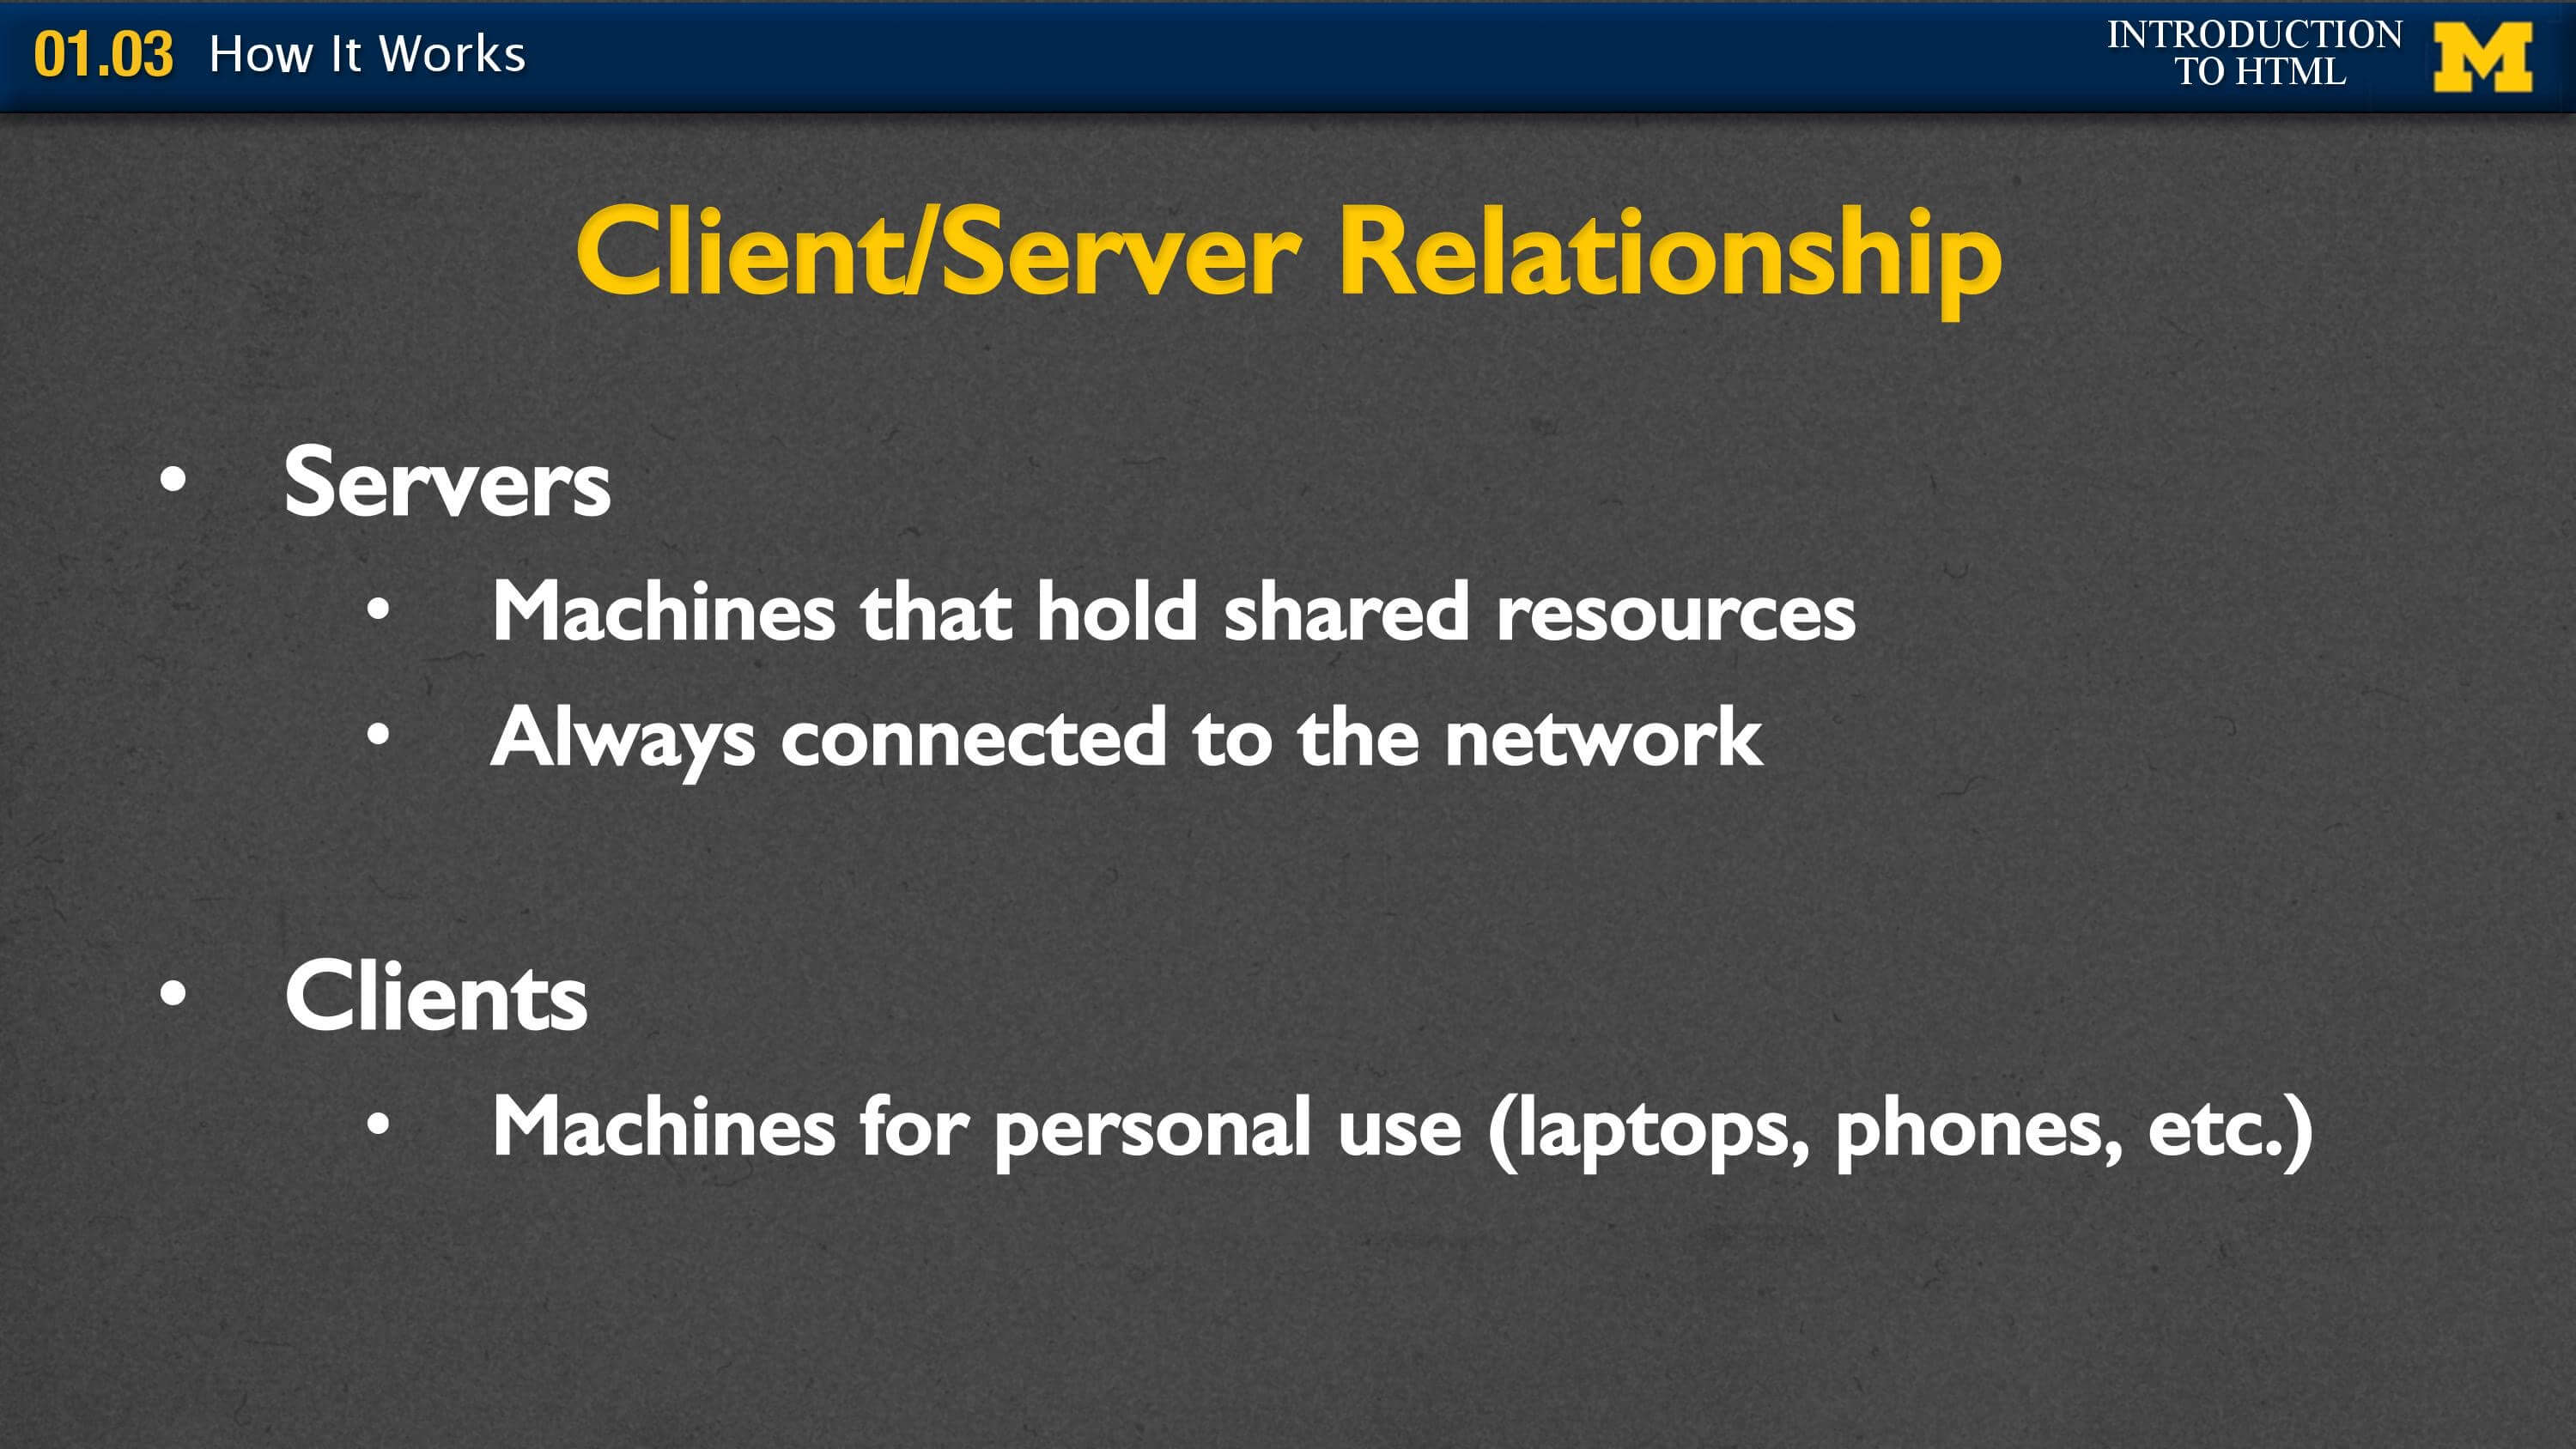 01.03 How It Works
INTRODUCTION
TO HTML
M
Client/Server Relationship
• Servers
• Machines that hold shared resources
• Always connected to the network
• Clients
• Machines for personal use (laptops, phones, etc.)